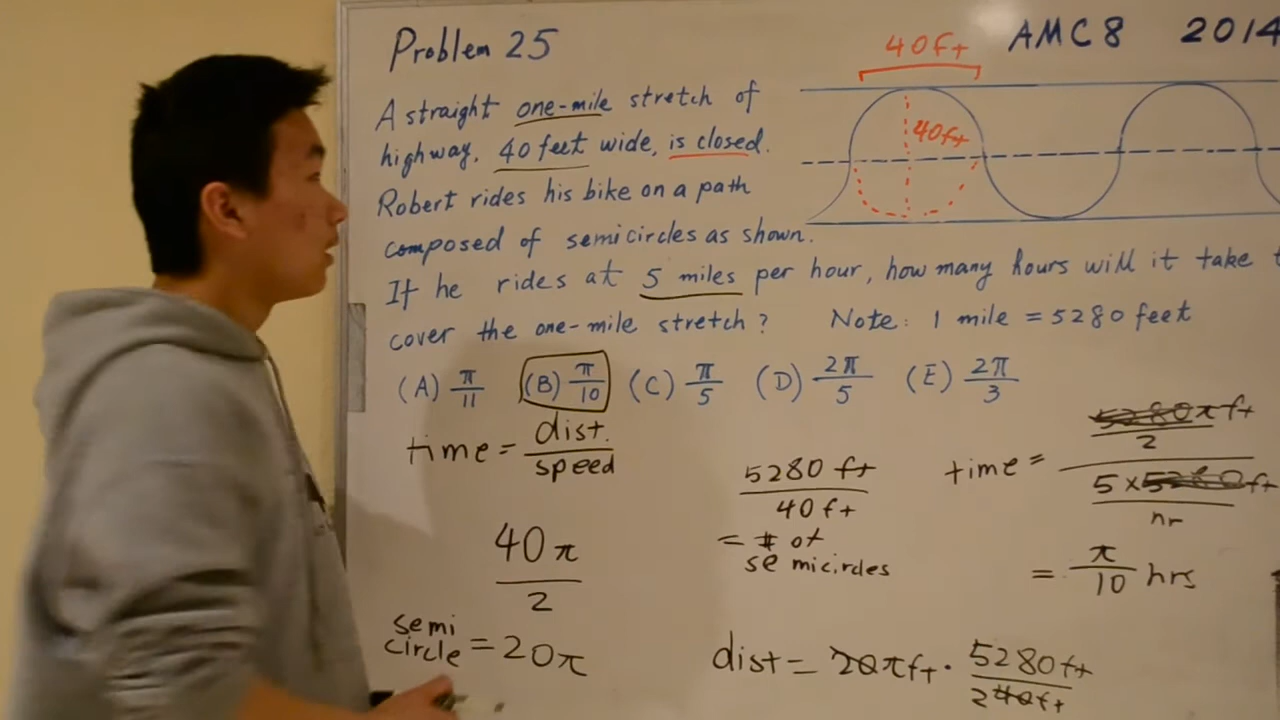 Problem 25
AMC8 2014
40ft
40ft
A straight one-mile stretch of
highway, 40 feet wide, is closed.
Robert rides his bike on a path
composed of semicircles as shown.
If he rides at 5 miles per hour, how many hours will it take
cover the one-mile stretch? Note: 1 mile = 5280 feet
(A) π/11 (B) π/10 (C) π/5 (D) 2π/5 (E) 2π/3
time = dist./speed
40π/2
semi
circle = 20π
5280 ft
40 ft
= # of
semicircles
time = (5280π ft/2)/(5 × 5280 ft/hr)
= π/10 hrs
dist = 20π ft · 5280 ft/2 40 ft